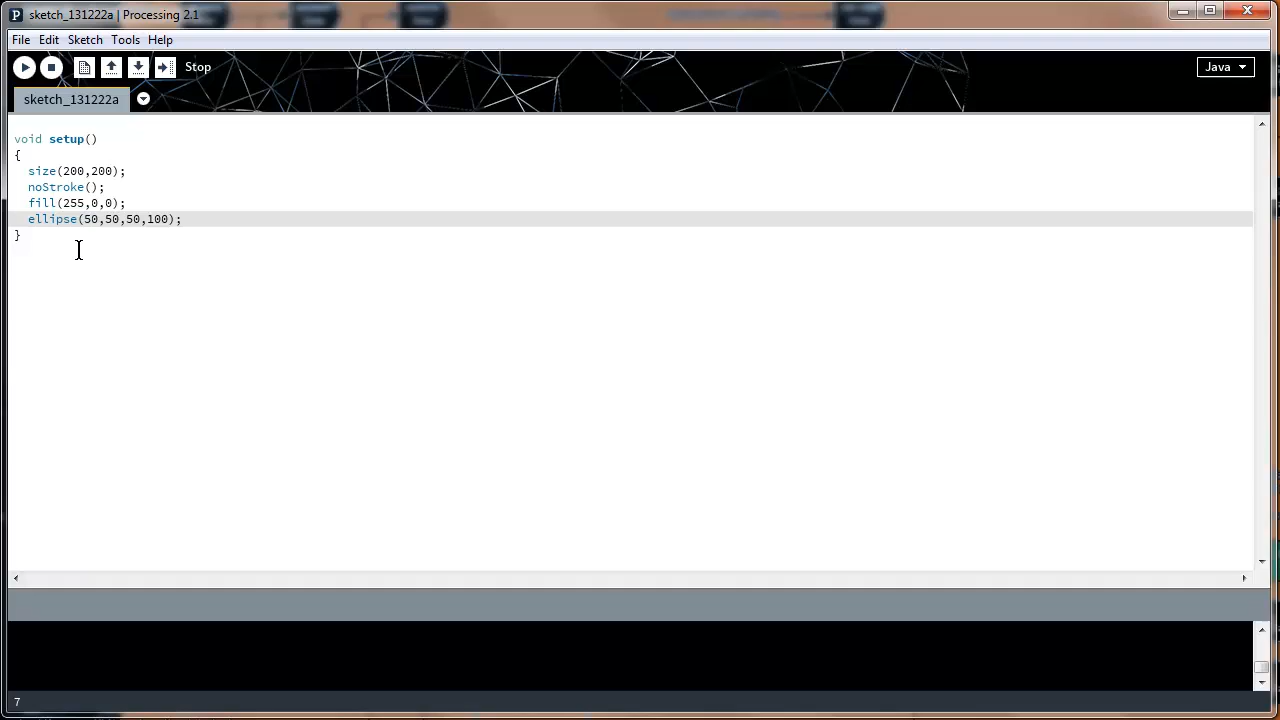 sketch_131222a | Processing 2.1
File Edit Sketch Tools Help
Stop
Java
sketch_131222a
void setup()
{
size(200,200);
noStroke();
fill(255,0,0);
ellipse(50,50,50,100);
}
7